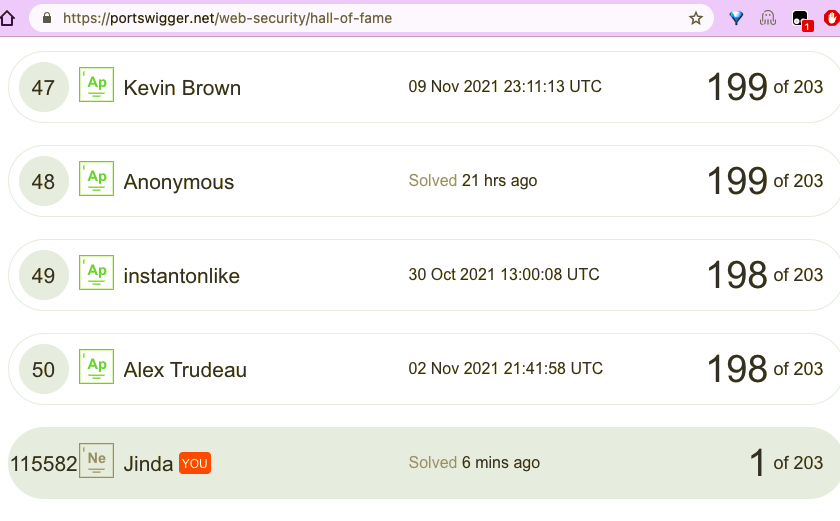 https://portswigger.net/web-security/hall-of-fame
1
47 Ap Kevin Brown 09 Nov 2021 23:11:13 UTC 199 of 203
48 Ap Anonymous Solved 21 hrs ago 199 of 203
49 Ap instantonlike 30 Oct 2021 13:00:08 UTC 198 of 203
50 Ap Alex Trudeau 02 Nov 2021 21:41:58 UTC 198 of 203
115582 Ne Jinda YOU Solved 6 mins ago 1 of 203